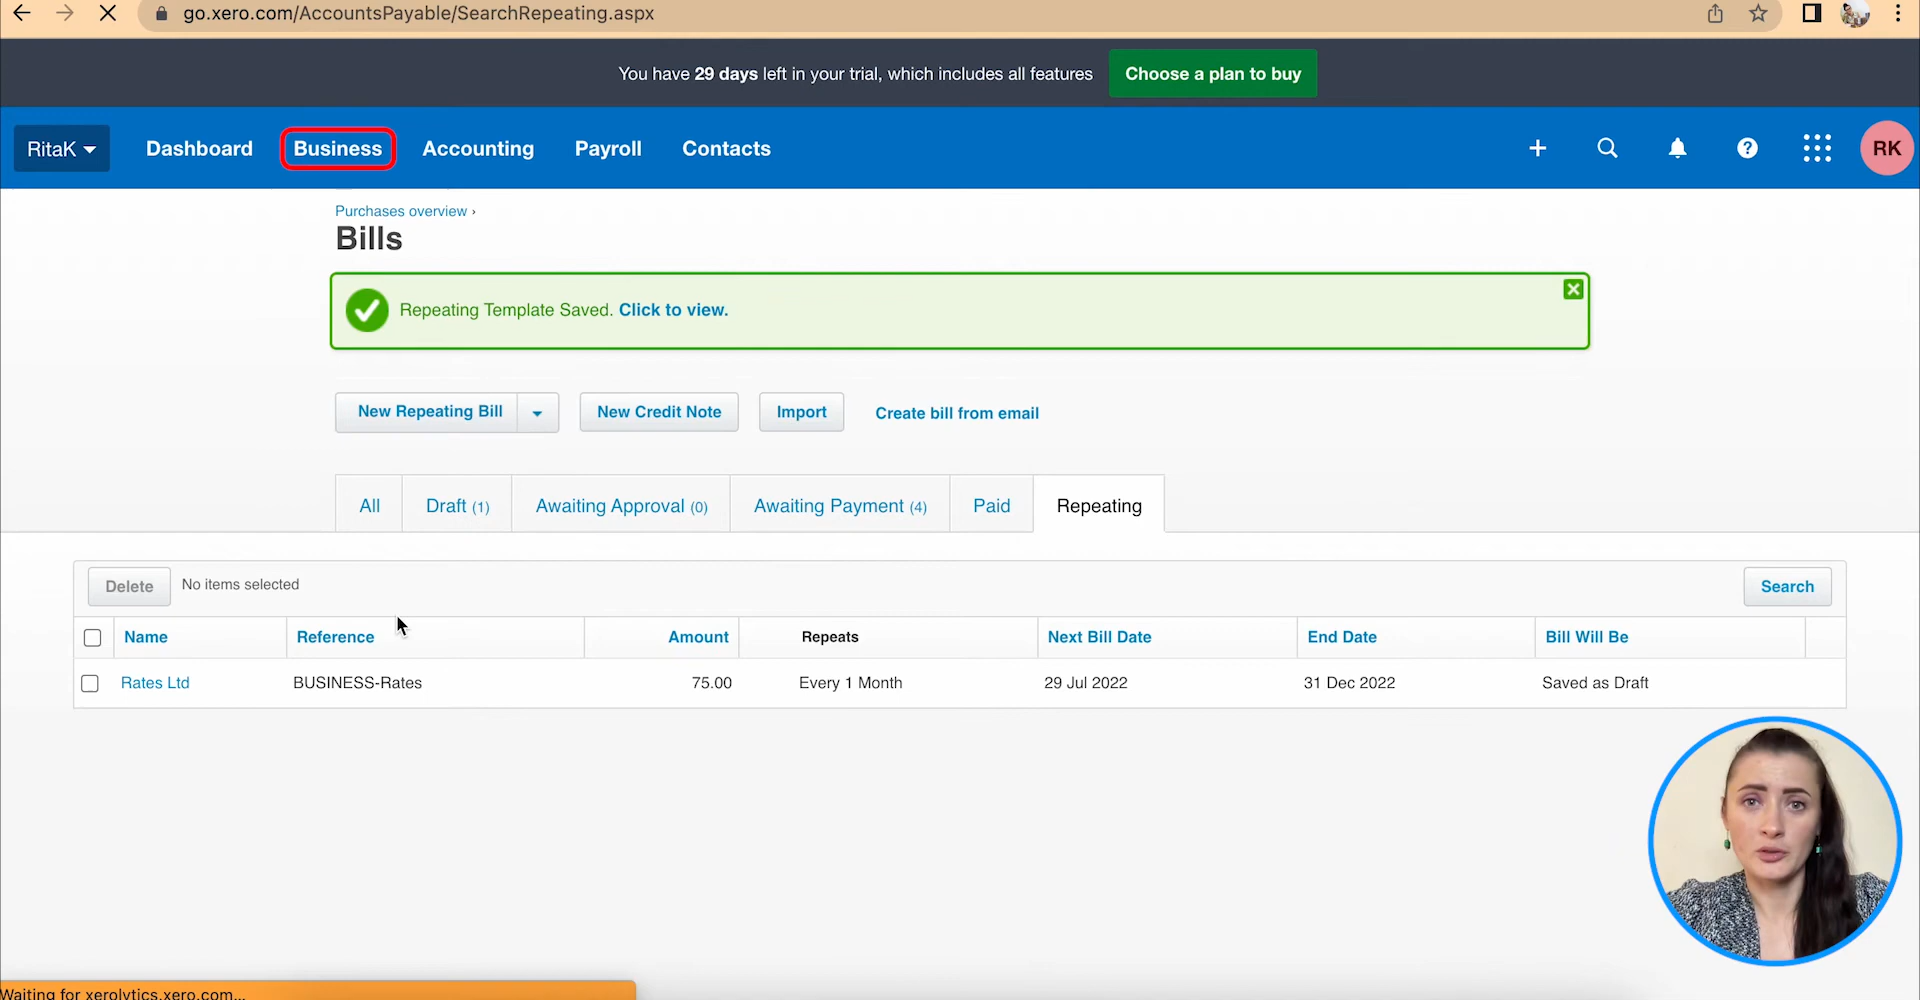 go.xero.com/AccountsPayable/SearchRepeating.aspx
You have 29 days left in your trial, which includes all features
Choose a plan to buy
RitaK Dashboard Business Accounting Payroll Contacts RK
Purchases overview ›
Bills
Repeating Template Saved. Click to view.
New Repeating Bill New Credit Note Import Create bill from email
All Draft (1) Awaiting Approval (0) Awaiting Payment (4) Paid Repeating
Delete No items selected Search
Name Reference Amount Repeats Next Bill Date End Date Bill Will Be
Rates Ltd BUSINESS-Rates 75.00 Every 1 Month 29 Jul 2022 31 Dec 2022 Saved as Draft
Waiting for xerolytics.xero.com...